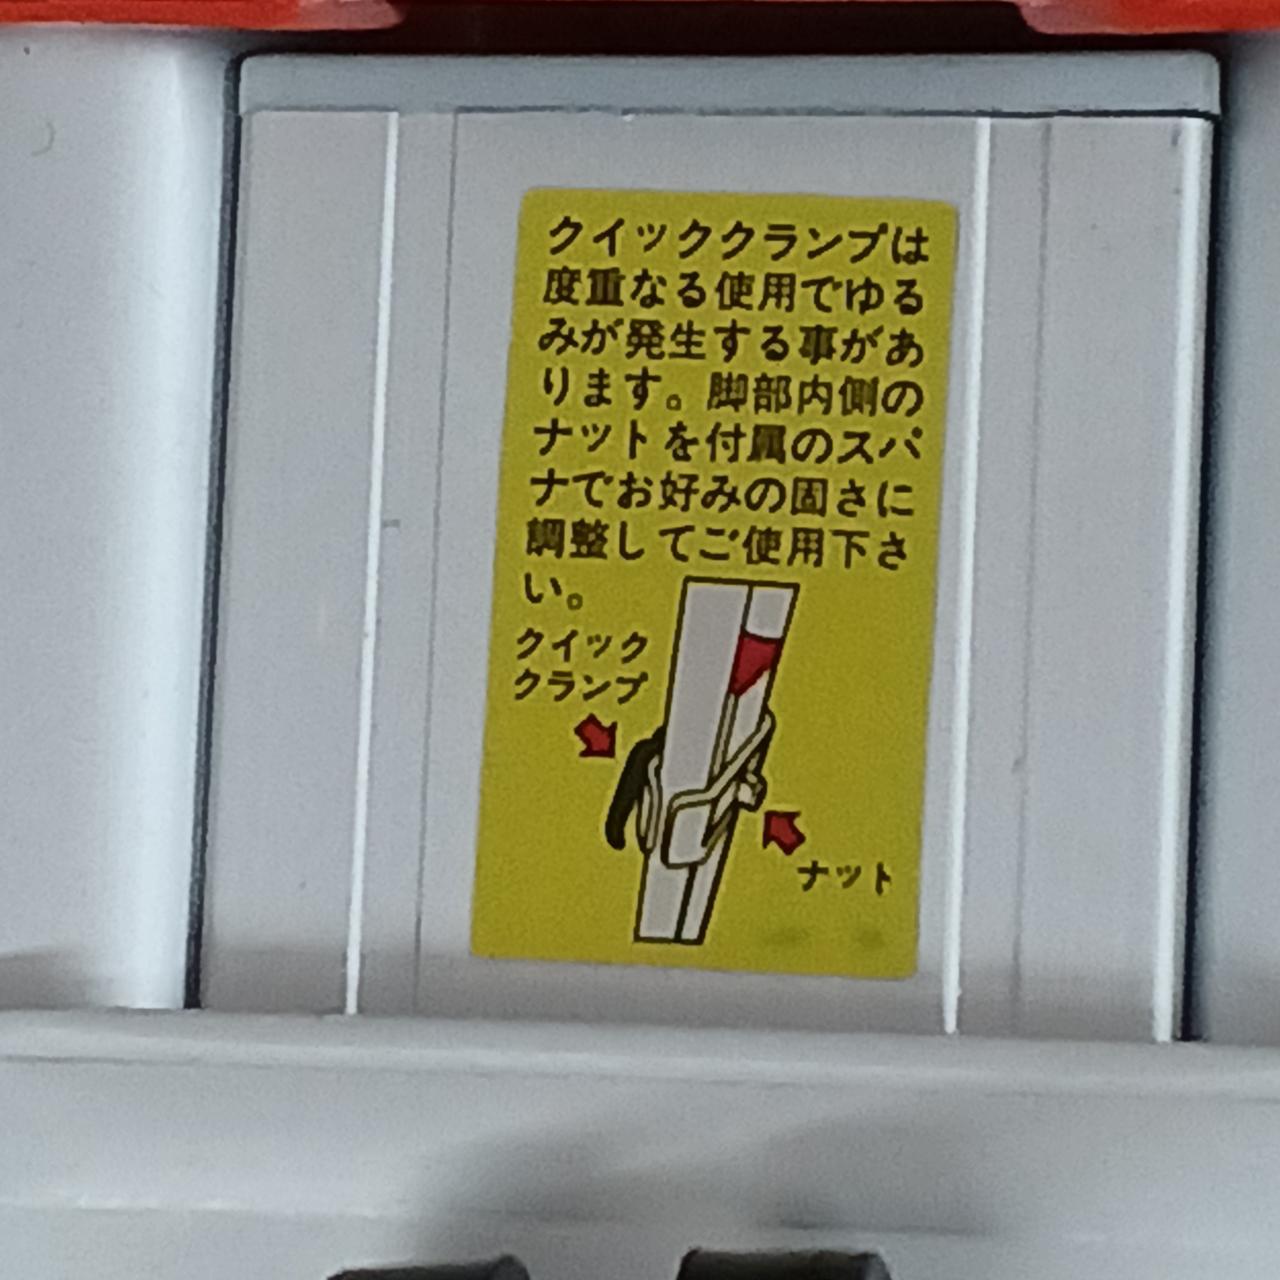 クイッククランプは
度重なる使用でゆる
みが発生する事があ
ります。脚部内側の
ナットを付属のスパ
ナでお好みの固さに
調整してご使用下さ
い。
クイック
クランプ
ナット